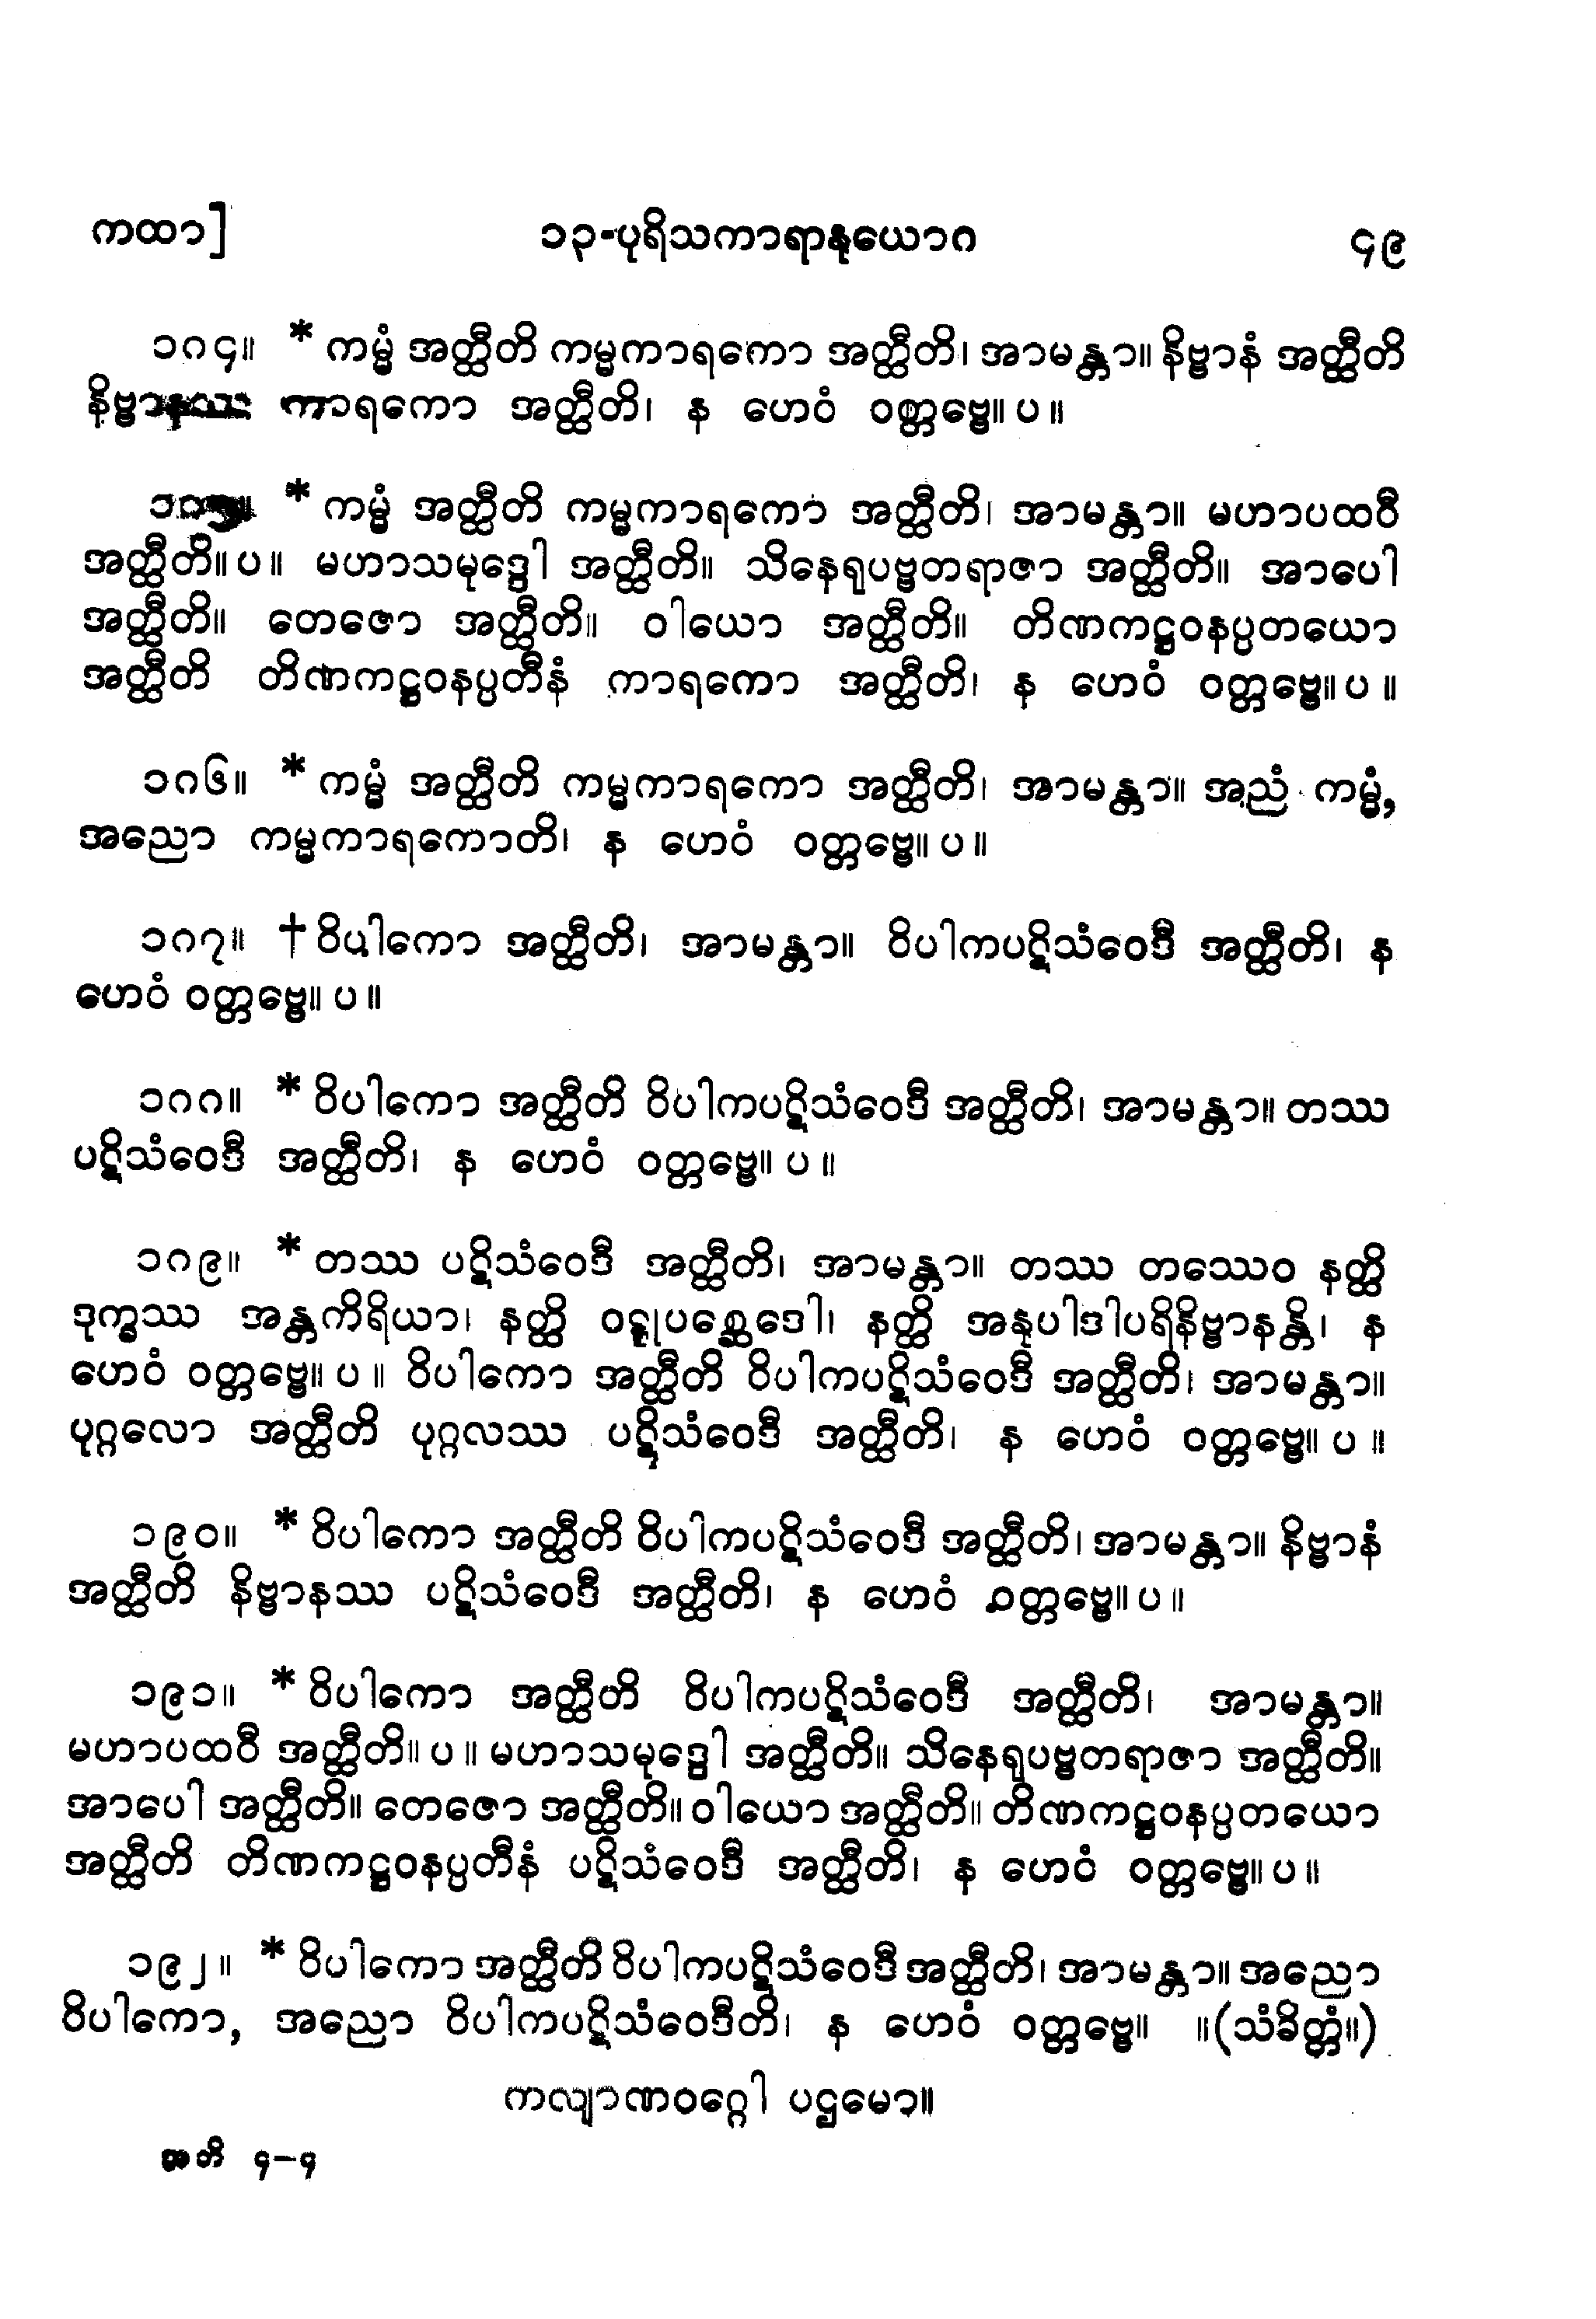 ကထာ] ၁၃-ပုရိသကာရာနုယောဂ ၄၉
၁၈၄။ * ကမ္မံ အတ္ထီတိ ကမ္မကာရကော အတ္ထီတိ၊ အာမန္တာ။ နိဗ္ဗာနံ အတ္ထီတိ
နိဗ္ဗာနဿ ကာရကော အတ္ထီတိ၊ န ဟေဝံ ဝတ္တဗ္ဗေ။ ပ ။
၁၈၅။ * ကမ္မံ အတ္ထီတိ ကမ္မကာရကော အတ္ထီတိ၊ အာမန္တာ။ မဟာပထဝီ
အတ္ထီတိ။ ပ ။ မဟာသမုဒ္ဒေါ အတ္ထီတိ။ သိနေရုပဗ္ဗတရာဇာ အတ္ထီတိ။ အာပေါ
အတ္ထီတိ။ တေဇော အတ္ထီတိ။ ဝါယော အတ္ထီတိ။ တိဏကဋ္ဌဝနပ္ပတယော
အတ္ထီတိ တိဏကဋ္ဌဝနပ္ပတီနံ ကာရကော အတ္ထီတိ၊ န ဟေဝံ ဝတ္တဗ္ဗေ။ ပ ။
၁၈၆။ * ကမ္မံ အတ္ထီတိ ကမ္မကာရကော အတ္ထီတိ၊ အာမန္တာ။ အညံ ကမ္မံ,
အညော ကမ္မကာရကောတိ၊ န ဟေဝံ ဝတ္တဗ္ဗေ။ ပ ။
၁၈၇။ † ဝိပါကော အတ္ထီတိ၊ အာမန္တာ။ ဝိပါကပဋိသံဝေဒီ အတ္ထီတိ၊ န
ဟေဝံ ဝတ္တဗ္ဗေ။ ပ ။
၁၈၈။ * ဝိပါကော အတ္ထီတိ ဝိပါကပဋိသံဝေဒီ အတ္ထီတိ၊ အာမန္တာ။ တဿ
ပဋိသံဝေဒီ အတ္ထီတိ၊ န ဟေဝံ ဝတ္တဗ္ဗေ။ ပ ။
၁၈၉။ * တဿ ပဋိသံဝေဒီ အတ္ထီတိ၊ အာမန္တာ။ တဿ တဿေဝ နတ္ထိ
ဒုက္ခဿ အန္တကိရိယာ၊ နတ္ထိ ဝဋ္ဋုပစ္ဆေဒေါ၊ နတ္ထိ အနုပါဒါပရိနိဗ္ဗာနန္တိ၊ န
ဟေဝံ ဝတ္တဗ္ဗေ။ ပ ။ ဝိပါကော အတ္ထီတိ ဝိပါကပဋိသံဝေဒီ အတ္ထီတိ၊ အာမန္တာ။
ပုဂ္ဂလော အတ္ထီတိ ပုဂ္ဂလဿ ပဋိသံဝေဒီ အတ္ထီတိ၊ န ဟေဝံ ဝတ္တဗ္ဗေ။ ပ ။
၁၉၀။ * ဝိပါကော အတ္ထီတိ ဝိပါကပဋိသံဝေဒီ အတ္ထီတိ၊ အာမန္တာ။ နိဗ္ဗာနံ
အတ္ထီတိ နိဗ္ဗာနဿ ပဋိသံဝေဒီ အတ္ထီတိ၊ န ဟေဝံ ဝတ္တဗ္ဗေ။ ပ ။
၁၉၁။ * ဝိပါကော အတ္ထီတိ ဝိပါကပဋိသံဝေဒီ အတ္ထီတိ၊ အာမန္တာ။
မဟာပထဝီ အတ္ထီတိ။ ပ ။ မဟာသမုဒ္ဒေါ အတ္ထီတိ။ သိနေရုပဗ္ဗတရာဇာ အတ္ထီတိ။
အာပေါ အတ္ထီတိ။ တေဇော အတ္ထီတိ။ ဝါယော အတ္ထီတိ။ တိဏကဋ္ဌဝနပ္ပတယော
အတ္ထီတိ တိဏကဋ္ဌဝနပ္ပတီနံ ပဋိသံဝေဒီ အတ္ထီတိ၊ န ဟေဝံ ဝတ္တဗ္ဗေ။ ပ ။
၁၉၂။ * ဝိပါကော အတ္ထီတိ ဝိပါကပဋိသံဝေဒီ အတ္ထီတိ၊ အာမန္တာ။ အညော
ဝိပါကော, အညော ဝိပါကပဋိသံဝေဒီတိ၊ န ဟေဝံ ဝတ္တဗ္ဗေ။ ။(သံခိတ္တံ။)
ကလျာဏဝဂ္ဂေါ ပဌမော။
အဘိ ၄-၄